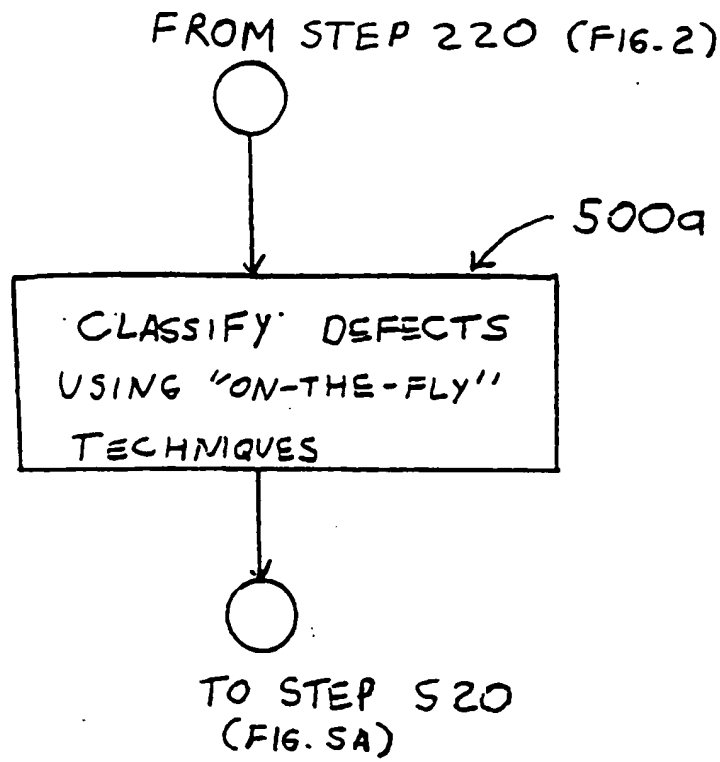 FROM STEP 220 (FIG. 2)
500a
CLASSIFY DEFECTS
USING "ON-THE-FLY"
TECHNIQUES
TO STEP 520
(FIG. 5A)